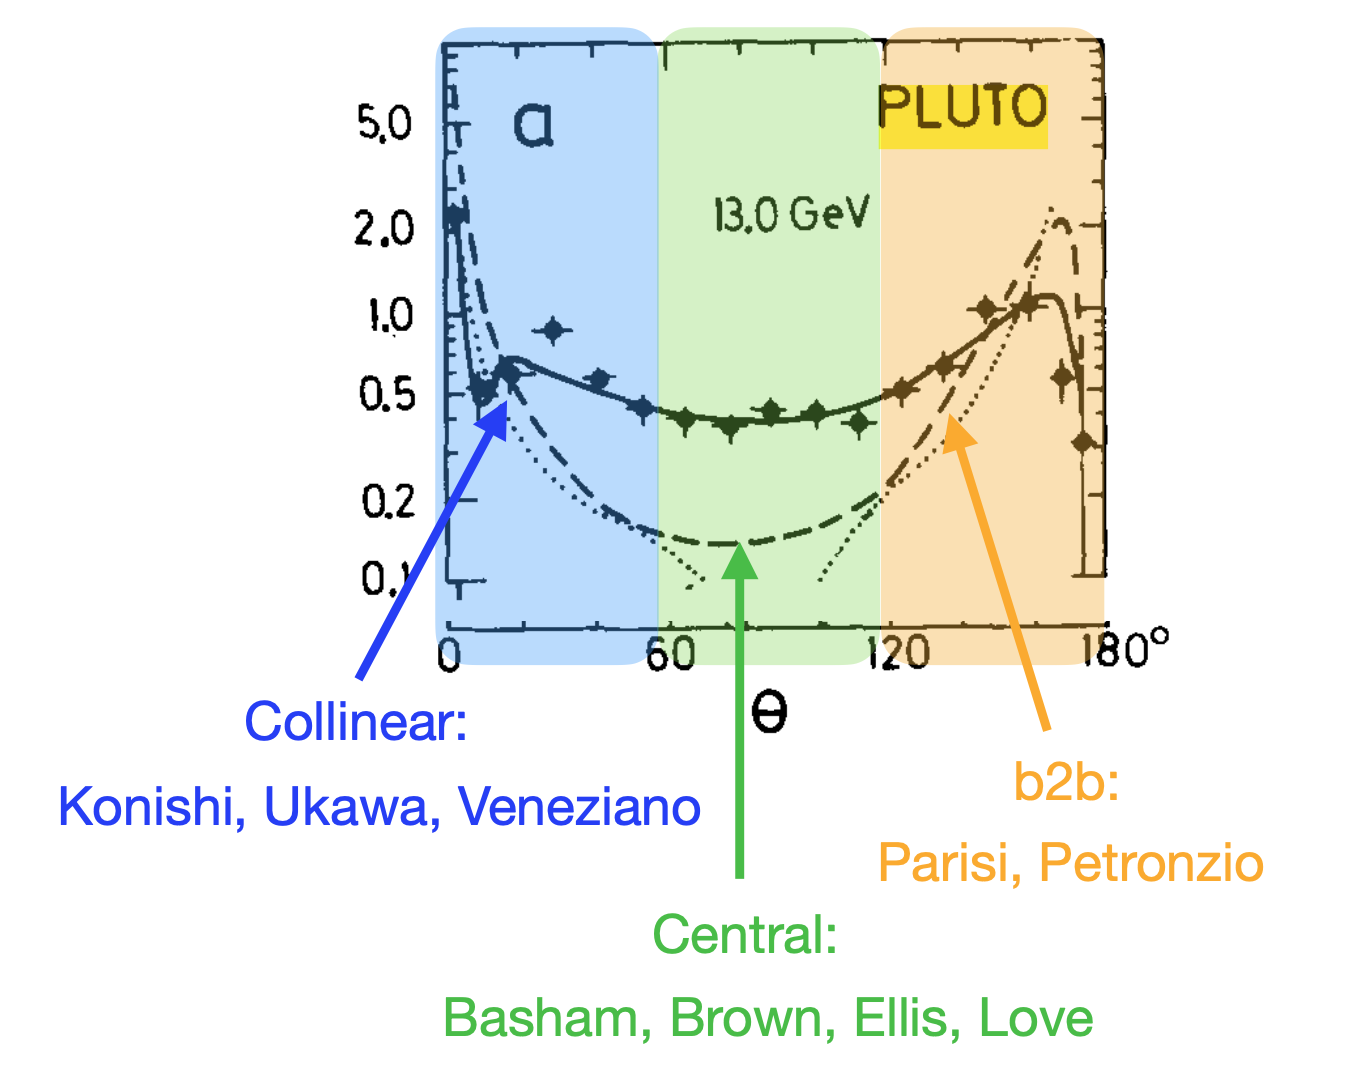 a
PLUTO
13.0 GeV
5.0
2.0
1.0
0.5
0.2
0.1
0 60 120 180°
θ
Collinear:
Konishi, Ukawa, Veneziano
b2b:
Parisi, Petronzio
Central:
Basham, Brown, Ellis, Love